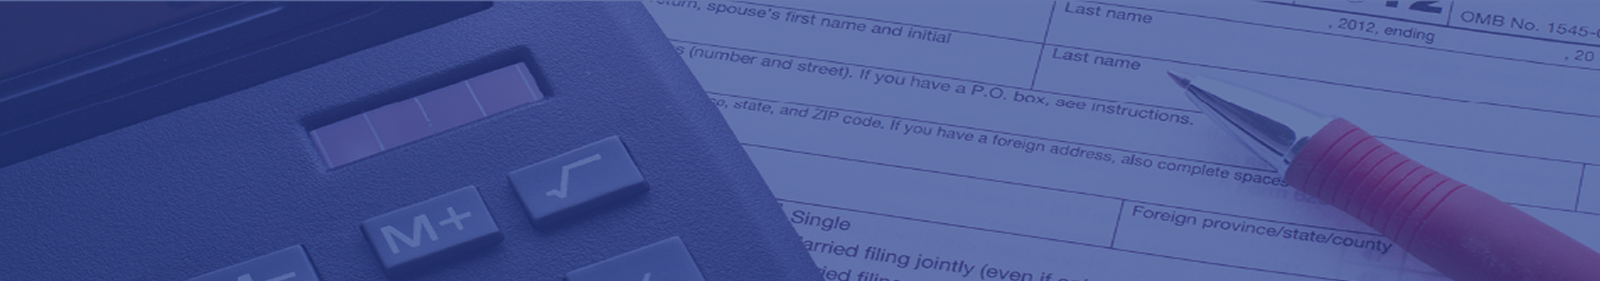 spouse's first name and initial
Last name
, 2012, ending
OMB No. 1545-
, 20
(number and street). If you have a P.O. box, see instructions.
Last name
state, and ZIP code. If you have a foreign address, also complete spaces
Foreign province/state/county
Single
arried filing jointly (even if
M+
√